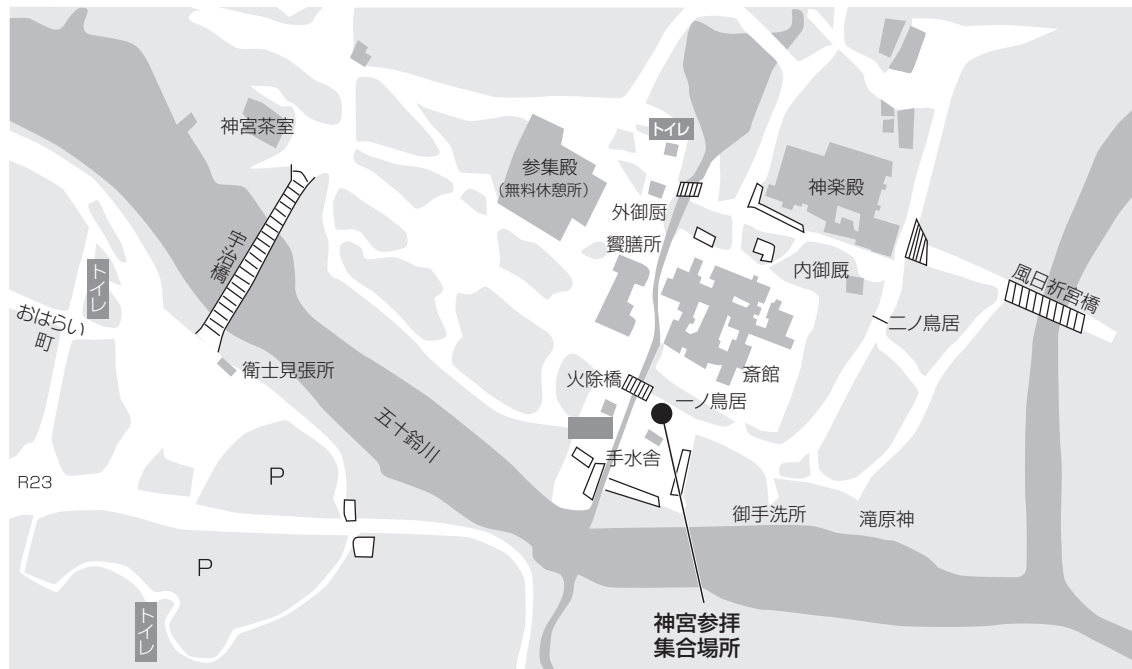 神宮茶室
参集殿
(無料休憩所)
トイレ
神楽殿
外御厨
饗膳所
宇治橋
内御厩
風日祈宮橋
トイレ
おはらい
町
二ノ鳥居
衛士見張所
火除橋
斎館
一ノ鳥居
五十鈴川
手水舎
R23
P
御手洗所
滝原神
P
トイレ
神宮参拝
集合場所